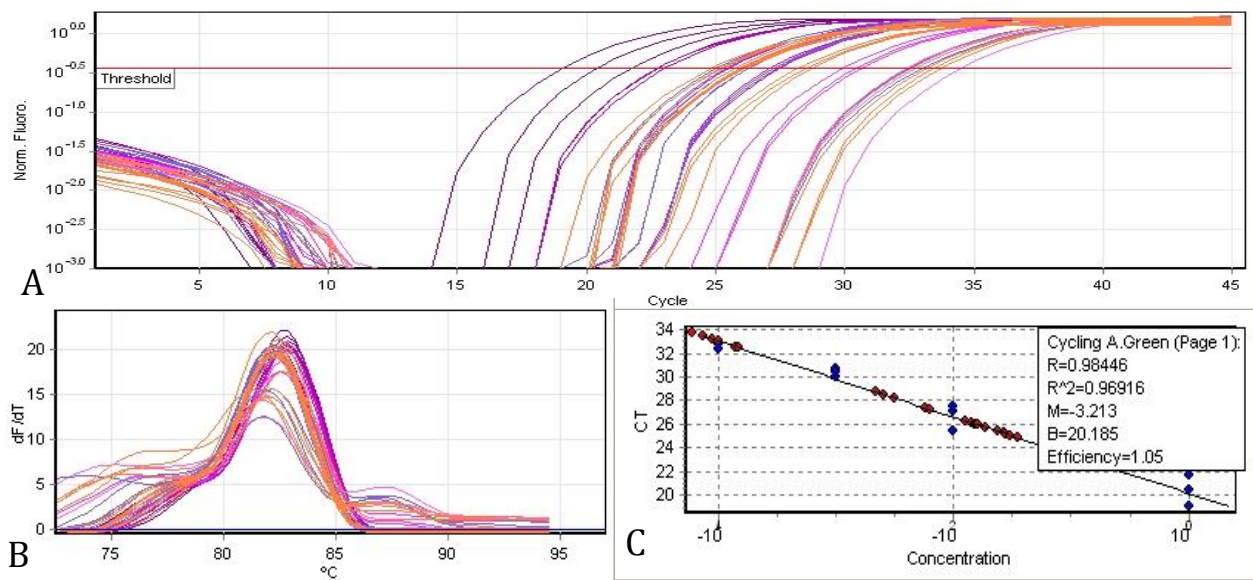 10^0.0
10^-0.5
Threshold
10^-1.0
10^-1.5
10^-2.0
10^-2.5
10^-3.0
Norm. Fluoro.
5 10 15 20 25 30 35 40 45
Cycle
A
20
15
10
5
0
dF/dT
75 80 85 90 95
°C
B
34
32
30
28
26
24
22
20
CT
Cycling A.Green (Page 1):
R=0.98446
R^2=0.96916
M=-3.213
B=20.185
Efficiency=1.05
Concentration
C